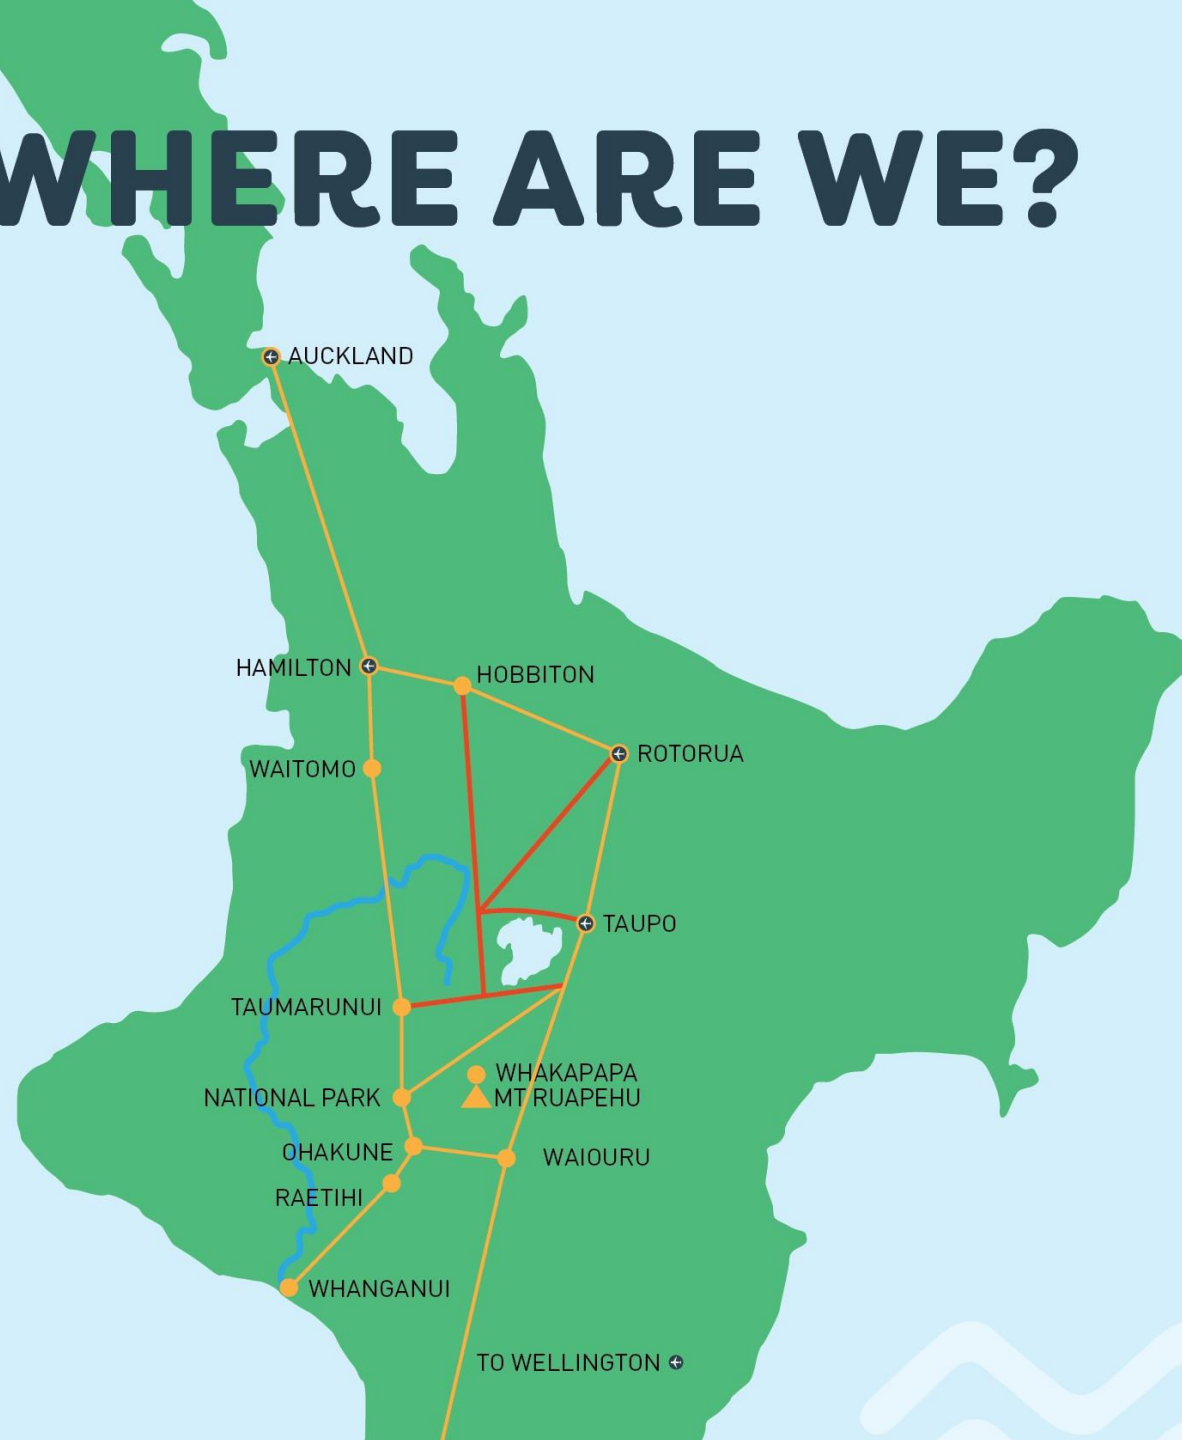 WHERE ARE WE?
AUCKLAND
HAMILTON
HOBBITON
ROTORUA
WAITOMO
TAUPO
TAUMARUNUI
WHAKAPAPA
NATIONAL PARK
MT RUAPEHU
OHAKUNE
WAIOURU
RAETIHI
WHANGANUI
TO WELLINGTON